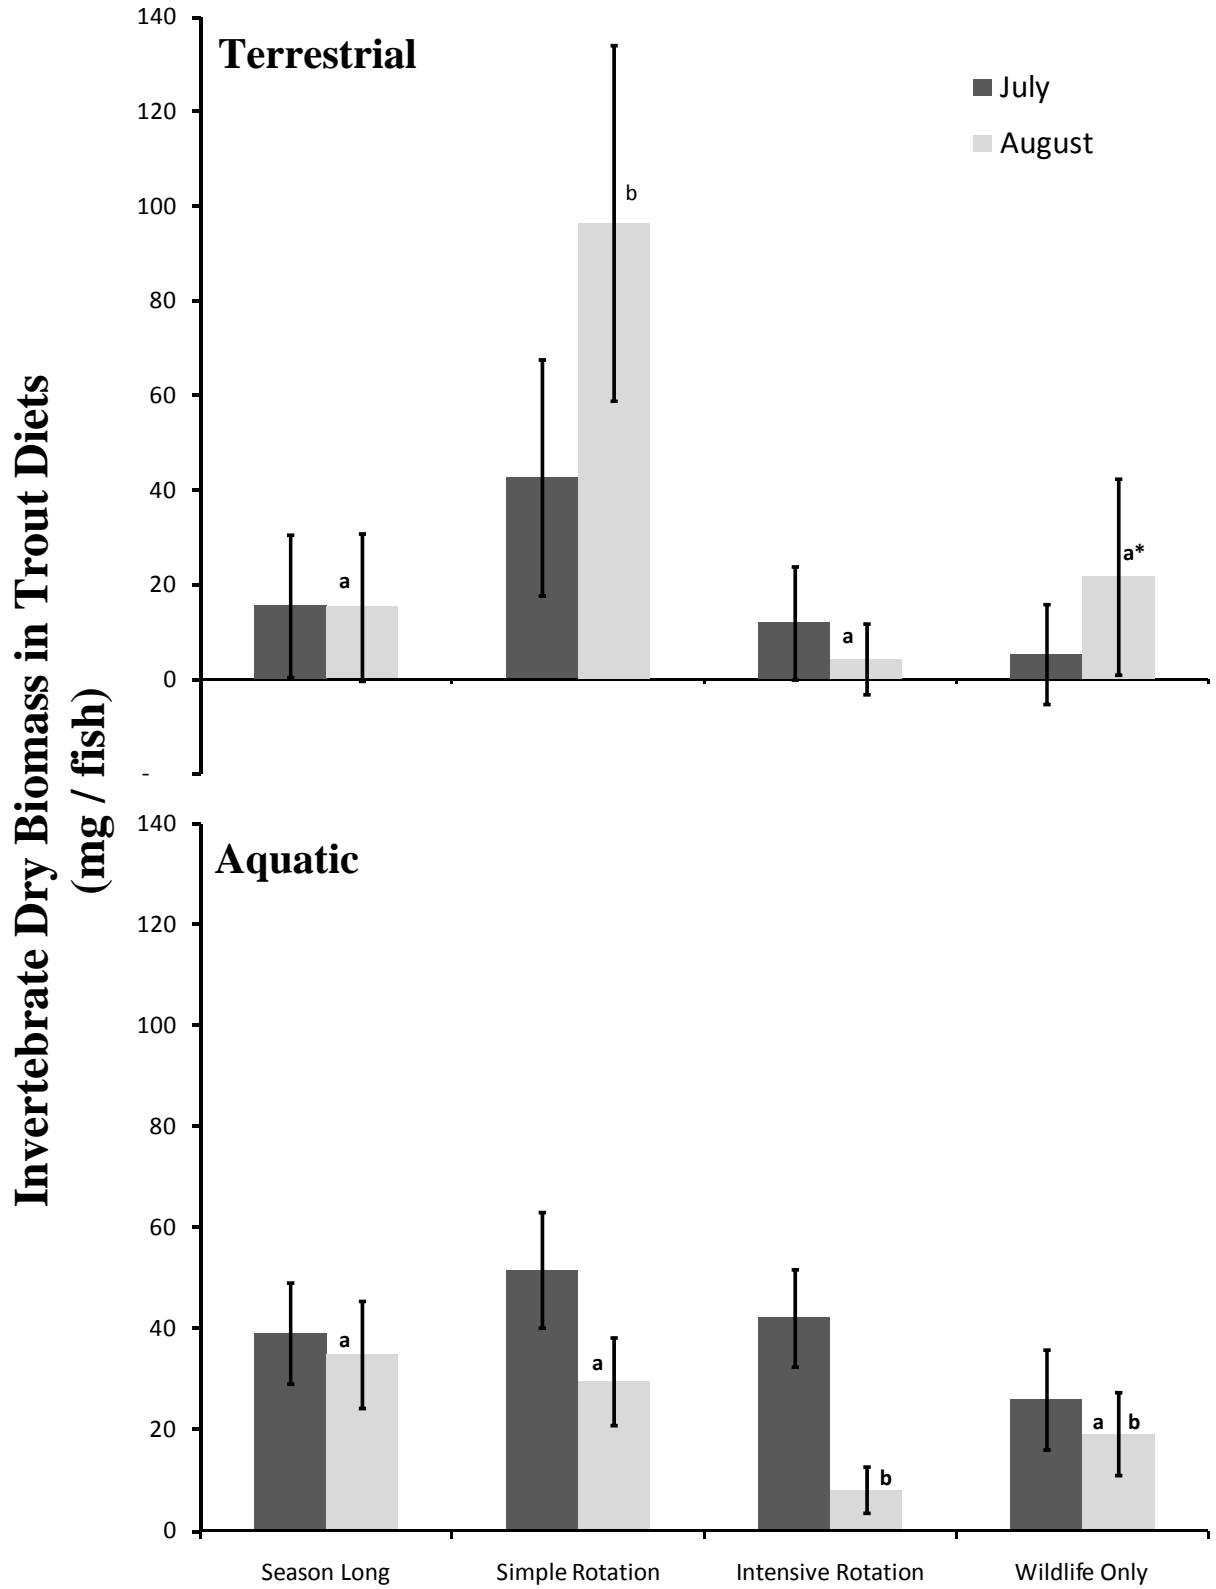 Invertebrate Dry Biomass in Trout Diets
(mg / fish)
Terrestrial
July
August
140
120
100
80
60
40
20
0
-
b
a
a
a*
Aquatic
140
120
100
80
60
40
20
0
a
a
b
a b
Season Long
Simple Rotation
Intensive Rotation
Wildlife Only